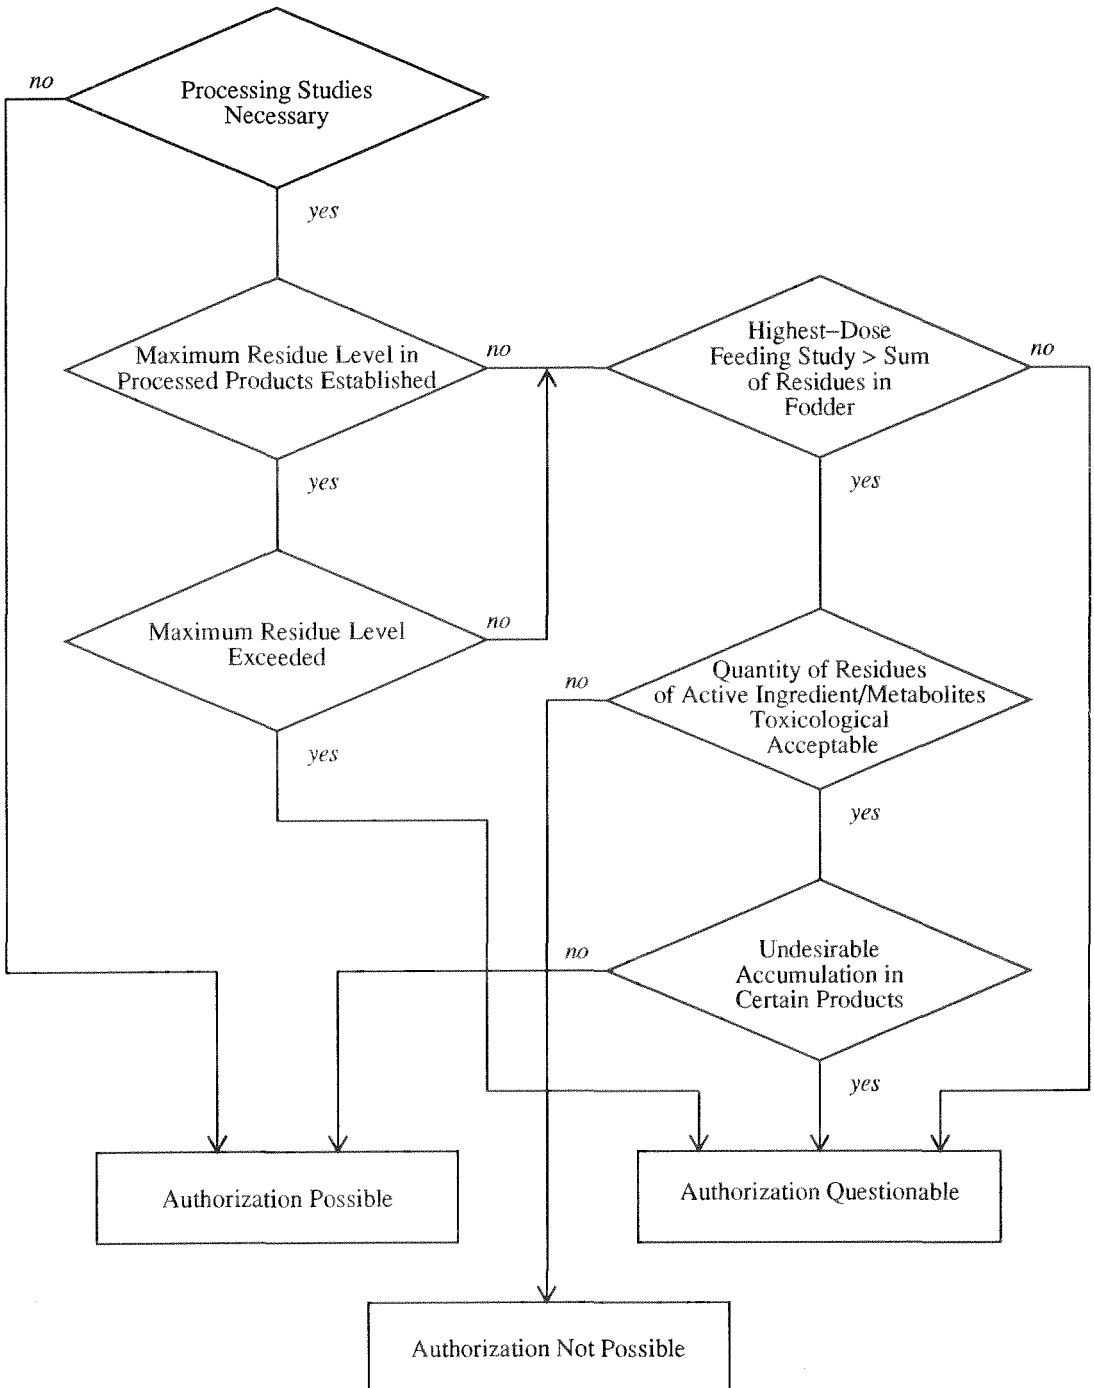 no
Processing Studies
Necessary
yes
Maximum Residue Level in
Processed Products Established
no
Highest–Dose
Feeding Study > Sum
of Residues in
Fodder
no
yes
yes
Maximum Residue Level
Exceeded
no
Quantity of Residues
of Active Ingredient/Metabolites
Toxicological
Acceptable
no
yes
yes
Undesirable
Accumulation in
Certain Products
no
yes
Authorization Possible
Authorization Questionable
Authorization Not Possible